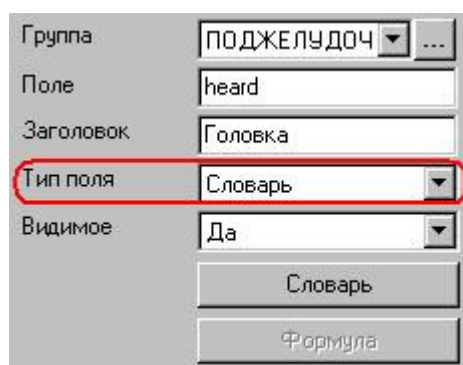 Группа ПОДЖЕЛУДОЧ ...
Поле heard
Заголовок Головка
Тип поля Словарь
Видимое Да
Словарь
Формула